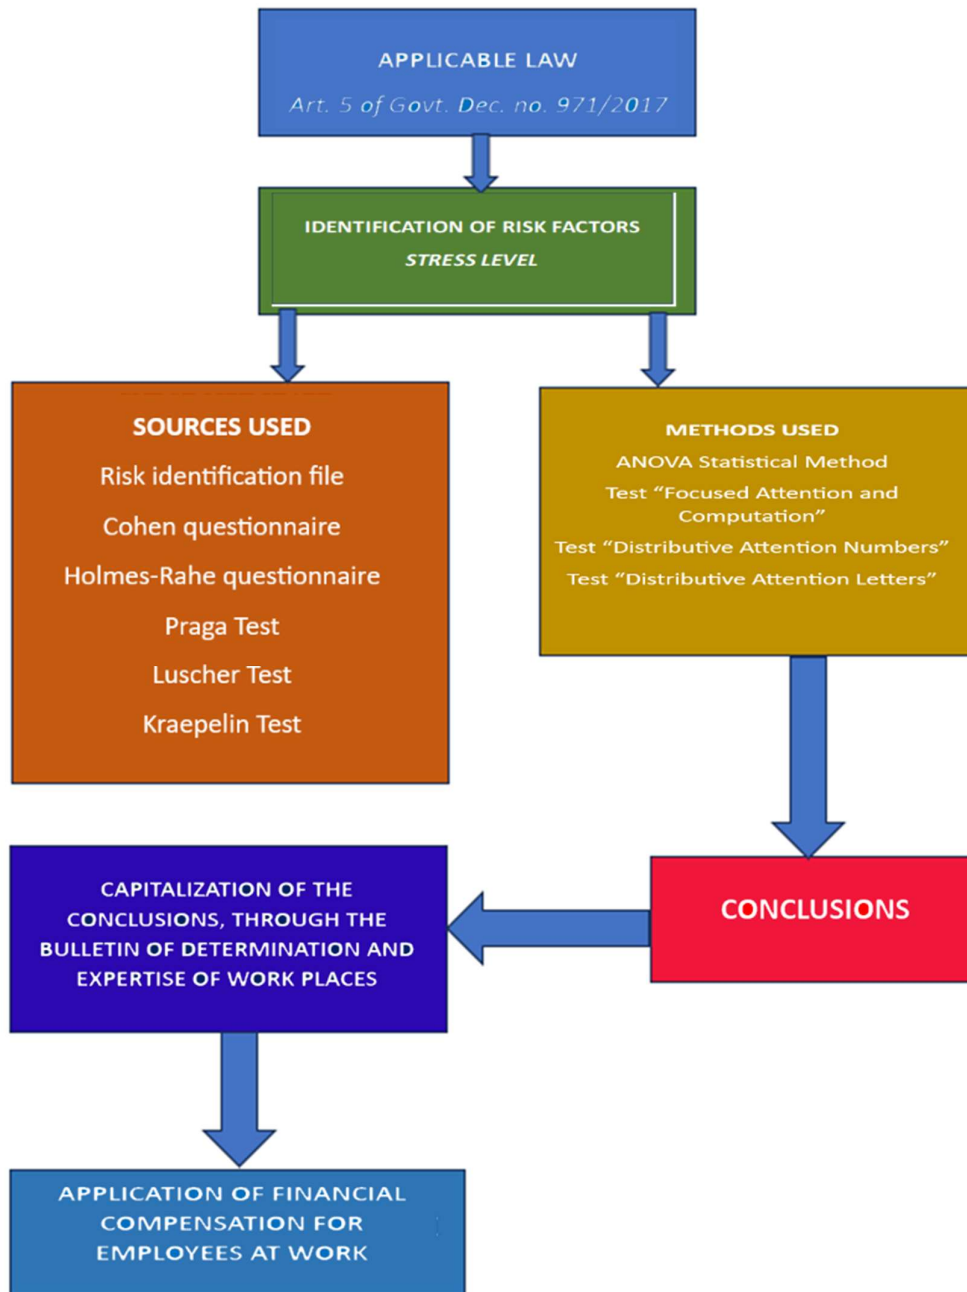 APPLICABLE LAW
Art. 5 of Govt. Dec. no. 971/2017
IDENTIFICATION OF RISK FACTORS
STRESS LEVEL
SOURCES USED
Risk identification file
Cohen questionnaire
Holmes-Rahe questionnaire
Praga Test
Luscher Test
Kraepelin Test
METHODS USED
ANOVA Statistical Method
Test “Focused Attention and
Computation”
Test “Distributive Attention Numbers”
Test “Distributive Attention Letters”
CONCLUSIONS
CAPITALIZATION OF THE
CONCLUSIONS, THROUGH THE
BULLETIN OF DETERMINATION AND
EXPERTISE OF WORK PLACES
APPLICATION OF FINANCIAL
COMPENSATION FOR
EMPLOYEES AT WORK